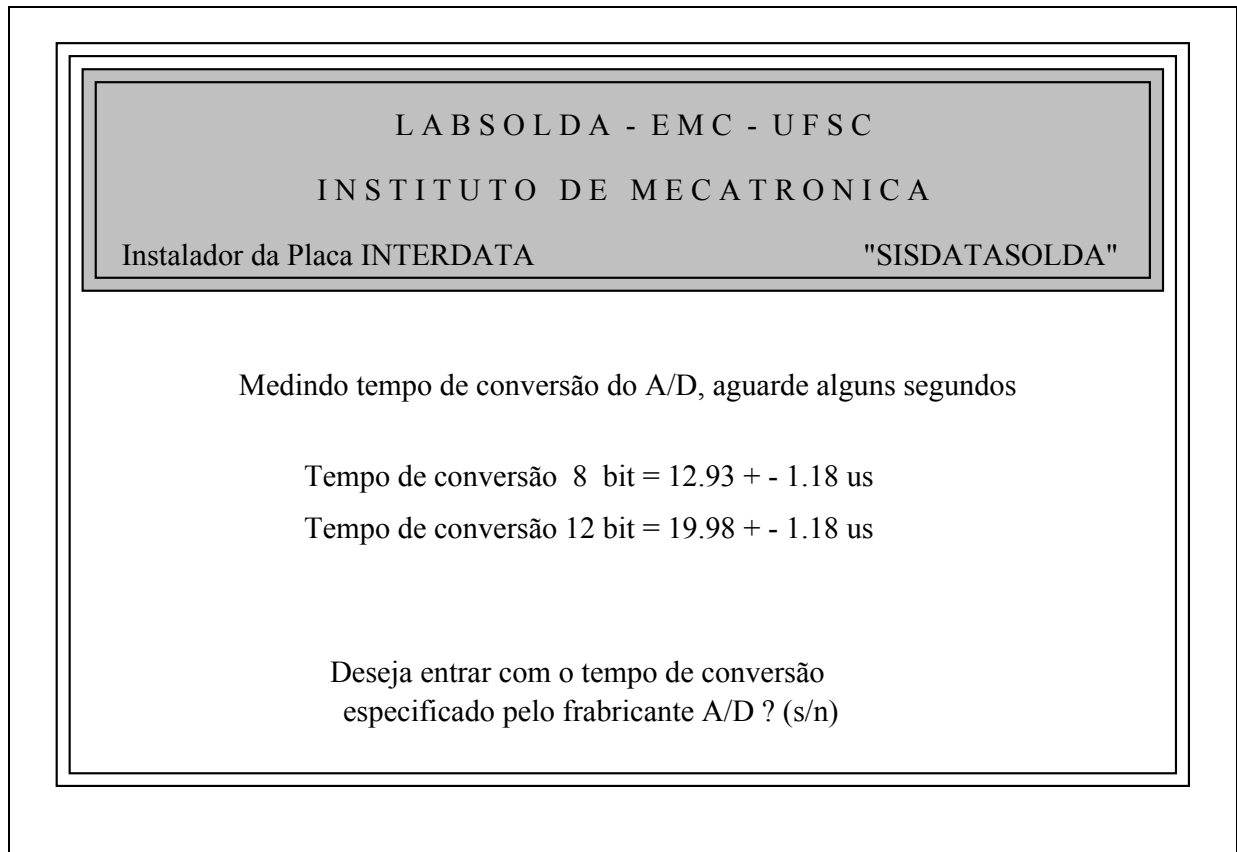 L A B S O L D A - E M C - U F S C
I N S T I T U T O D E M E C A T R O N I C A
Instalador da Placa INTERDATA "SISDATASOLDA"
Medindo tempo de conversão do A/D, aguarde alguns segundos
Tempo de conversão 8 bit = 12.93 + - 1.18 us
Tempo de conversão 12 bit = 19.98 + - 1.18 us
Deseja entrar com o tempo de conversão
especificado pelo frabricante A/D ? (s/n)